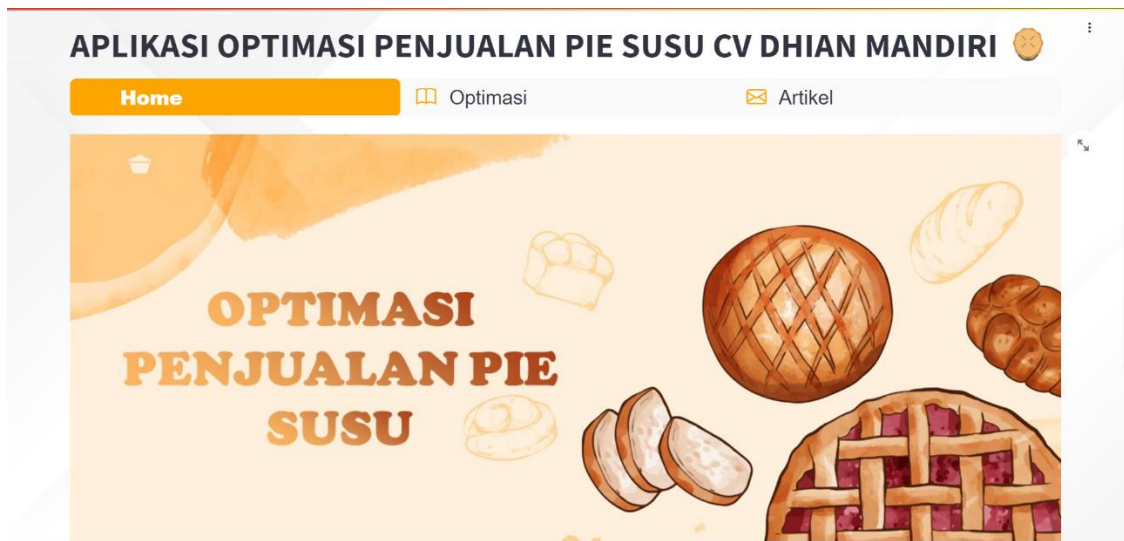 APLIKASI OPTIMASI PENJUALAN PIE SUSU CV DHIAN MANDIRI
Home Optimasi Artikel
OPTIMASI
PENJUALAN PIE
SUSU